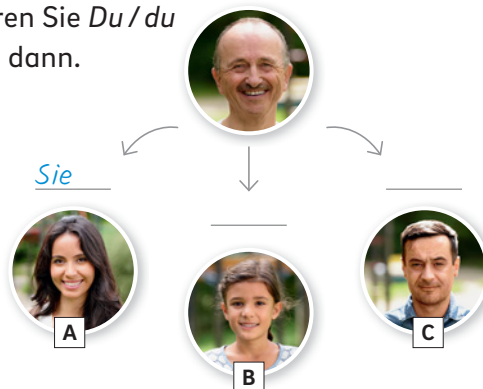 ren Sie Du / du
dann.
Sie
A
B
C